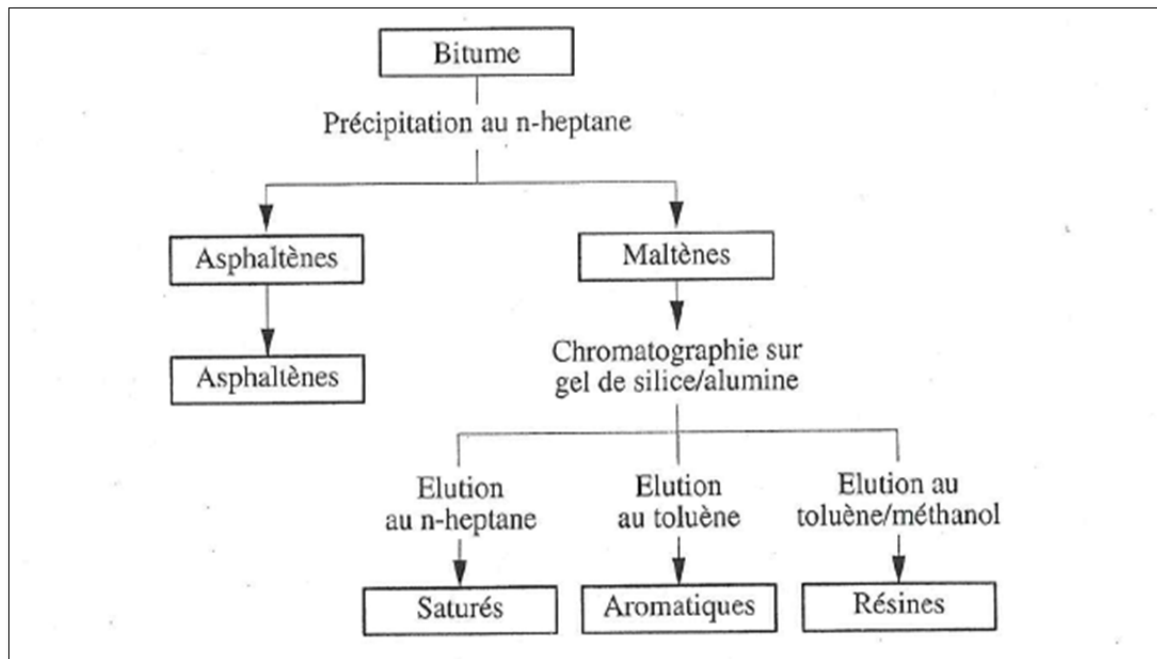 Bitume
Précipitation au n-heptane
Asphaltènes
Maltènes
Asphaltènes
Chromatographie sur
gel de silice/alumine
Elution
au n-heptane
Elution
au toluène
Elution au
toluène/méthanol
Saturés
Aromatiques
Résines